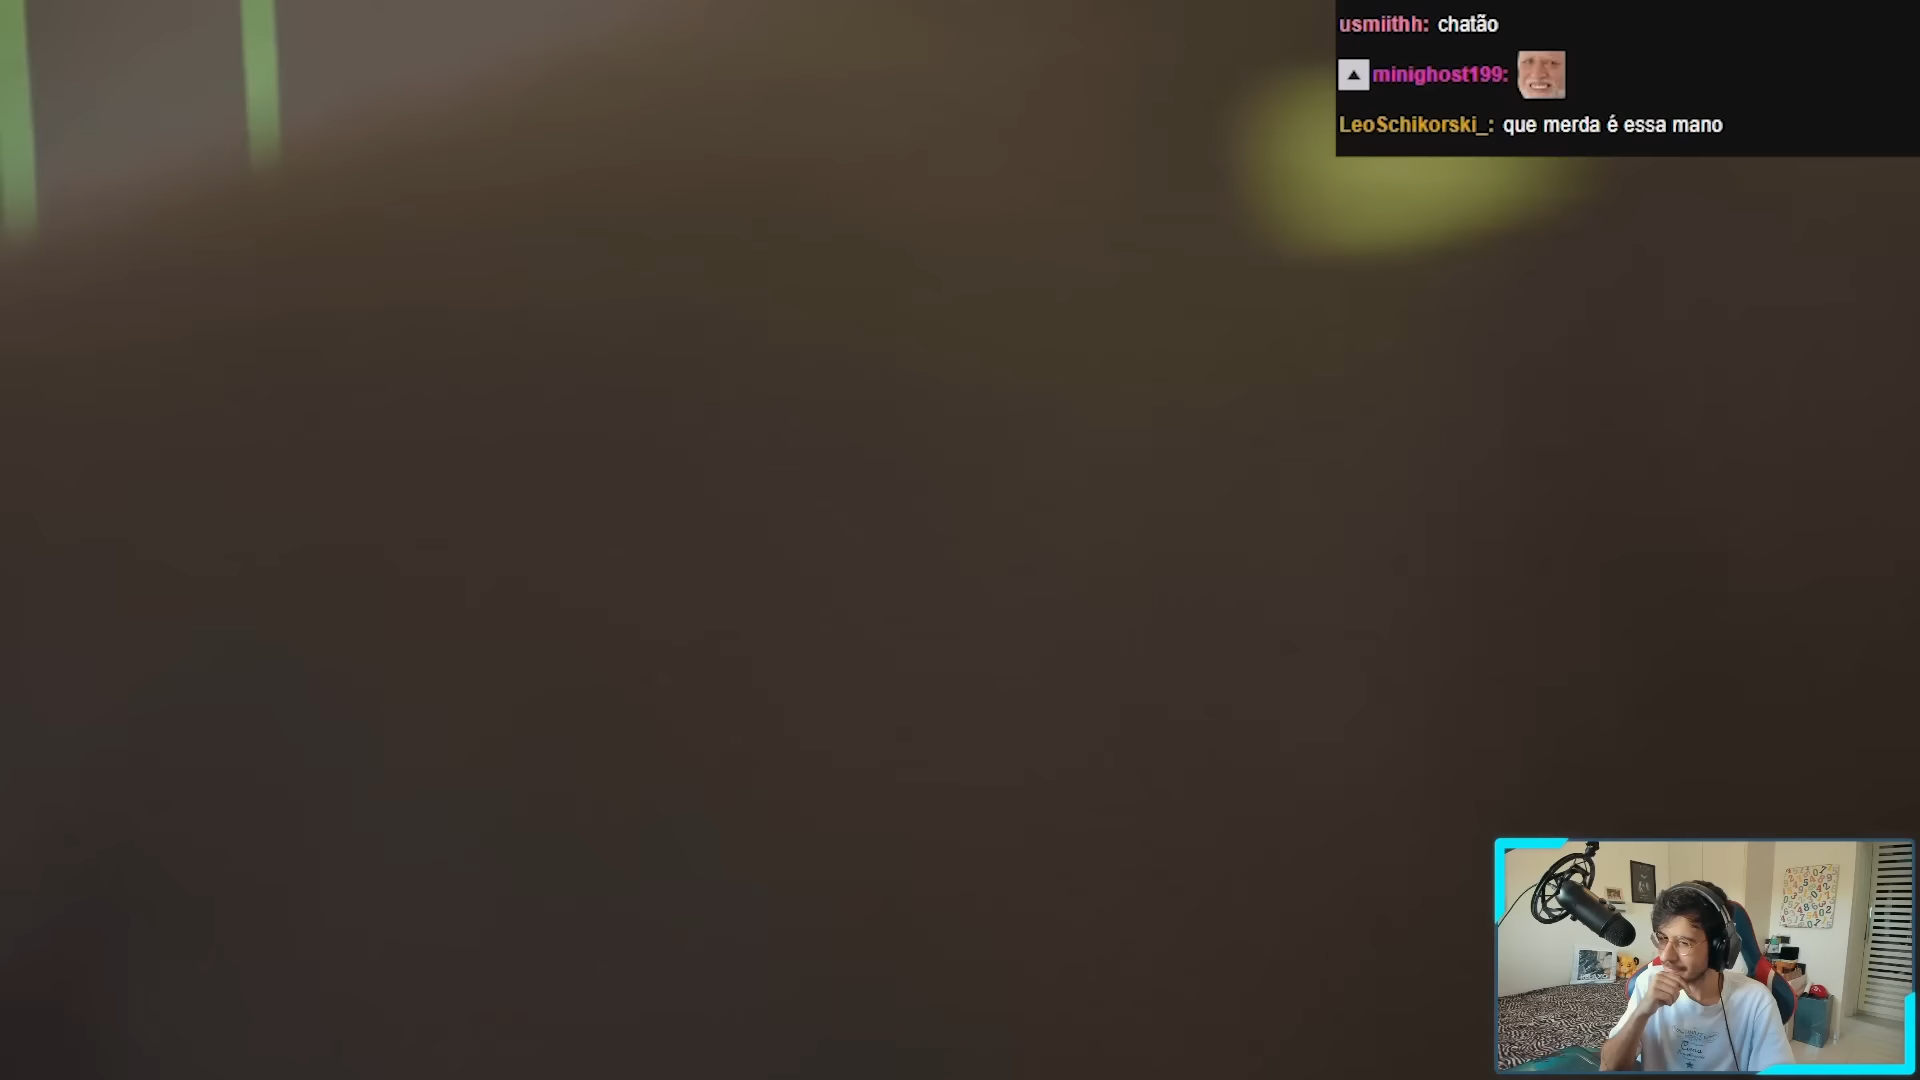 usmiithh: chatão
minighost199:
LeoSchikorski_: que merda é essa mano